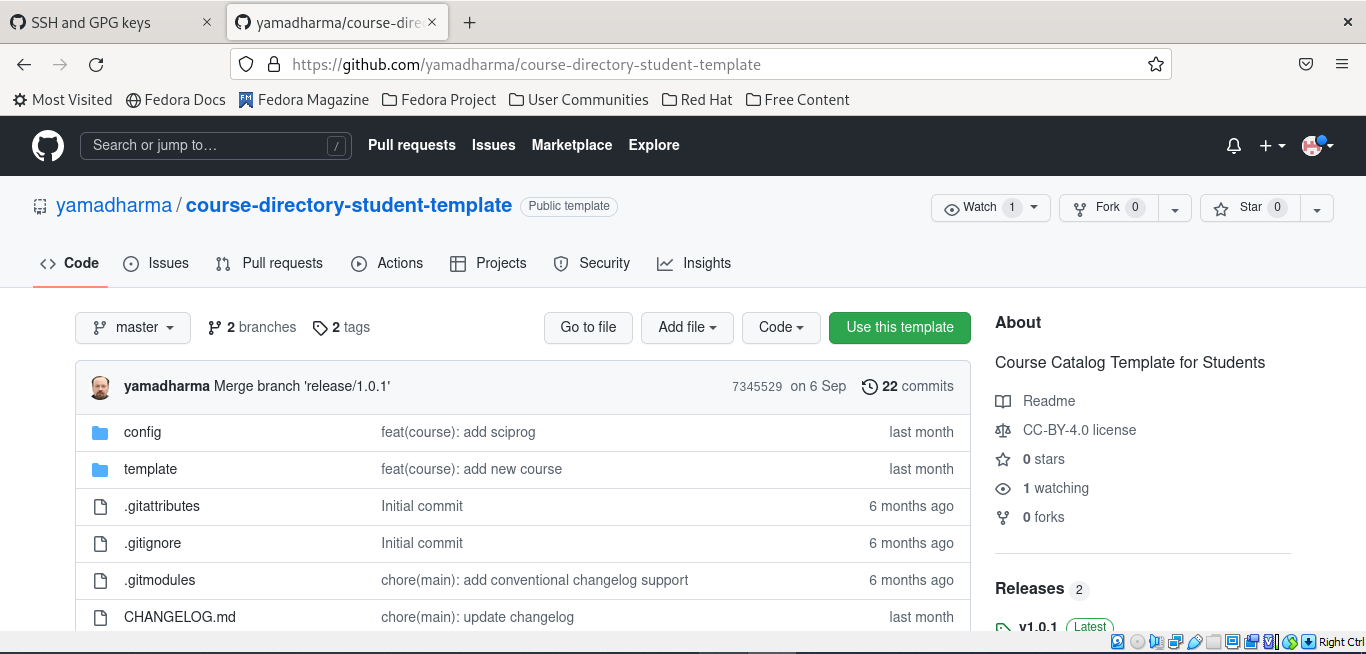 SSH and GPG keys
yamadharma/course-dire
https://github.com/yamadharma/course-directory-student-template
Most Visited Fedora Docs Fedora Magazine Fedora Project User Communities Red Hat Free Content
Search or jump to… / Pull requests Issues Marketplace Explore
yamadharma / course-directory-student-template Public template Watch 1 Fork 0 Star 0
Code Issues Pull requests Actions Projects Security Insights
master 2 branches 2 tags Go to file Add file Code Use this template
yamadharma Merge branch 'release/1.0.1' 7345529 on 6 Sep 22 commits
config feat(course): add sciprog last month
template feat(course): add new course last month
.gitattributes Initial commit 6 months ago
.gitignore Initial commit 6 months ago
.gitmodules chore(main): add conventional changelog support 6 months ago
CHANGELOG.md chore(main): update changelog last month
About
Course Catalog Template for Students
Readme
CC-BY-4.0 license
0 stars
1 watching
0 forks
Releases 2
v1.0.1 Latest
Right Ctrl